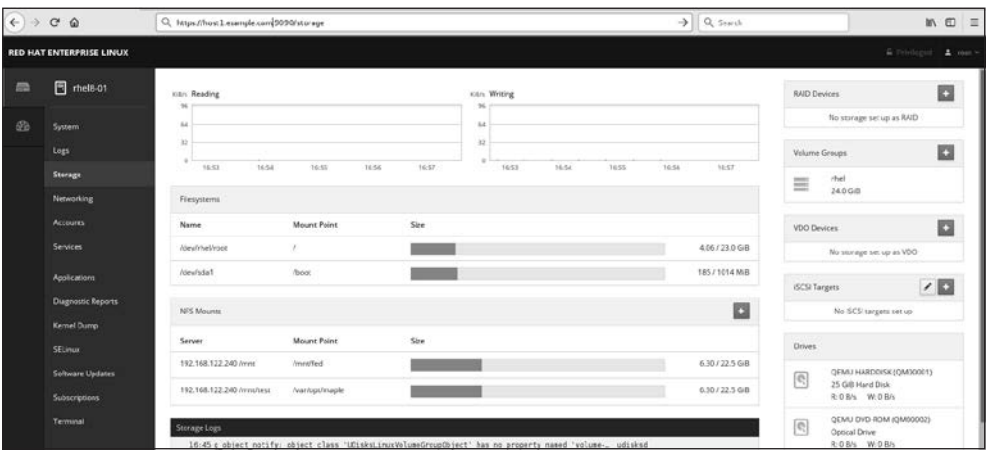 https://host1.example.com:9090/storage
Search
RED HAT ENTERPRISE LINUX
Privileged
root
rhel8-01
System
Logs
Storage
Networking
Accounts
Services
Applications
Diagnostic Reports
Kernel Dump
SELinux
Software Updates
Subscriptions
Terminal
KiB/s Reading
96
64
32
0
16:53 16:54 16:55 16:56 16:57
KiB/s Writing
96
64
32
0
16:53 16:54 16:55 16:56 16:57
Filesystems
Name Mount Point Size
/dev/rhel/root / 4.06 / 23.0 GiB
/dev/sda1 /boot 185 / 1014 MiB
NFS Mounts
Server Mount Point Size
192.168.122.240 /mnt /mnt/fed 6.30 / 22.5 GiB
192.168.122.240 /mnt/test 6.30 / 22.5 GiB
Storage Logs
16:45 g_object_notify: object class 'UDisksLinuxVolumeGroupObject' has no property named 'volume-… udisksd
RAID Devices
No storage set up as RAID
Volume Groups
rhel
24.0 GiB
VDO Devices
No storage set up as VDO
iSCSI Targets
No iSCSI targets set up
Drives
QEMU HARDDISK (QM00001)
25 GiB Hard Disk
R: 0 B/s W: 0 B/s
QEMU DVD-ROM (QM00002)
Optical Drive
R: 0 B/s W: 0 B/s